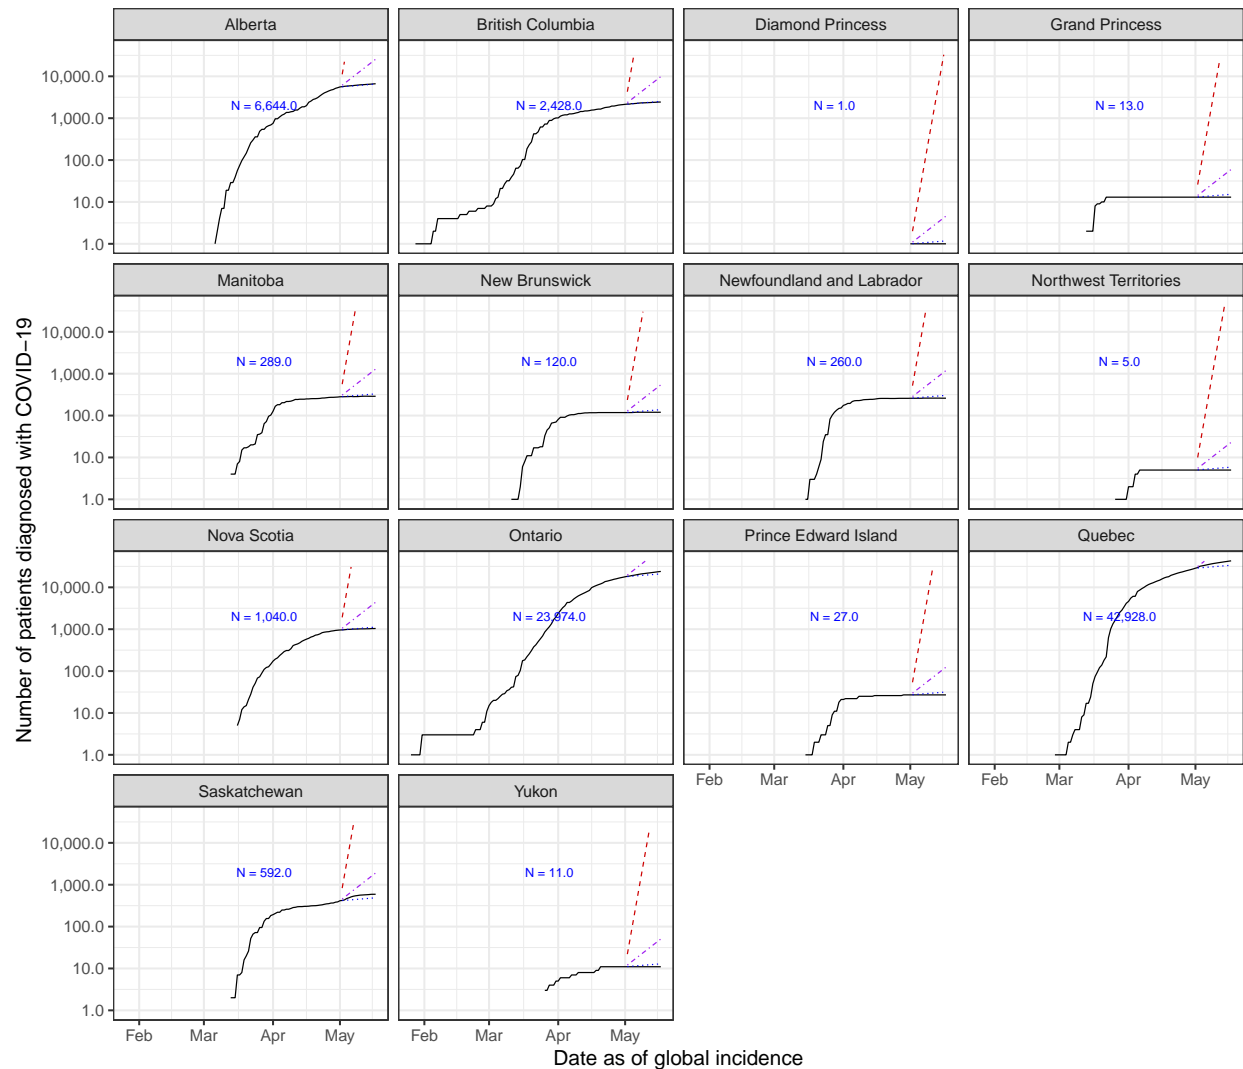 Alberta British Columbia Diamond Princess Grand Princess
10,000.0
1,000.0
100.0
10.0
1.0
N = 6,644.0 N = 2,428.0 N = 1.0 N = 13.0
Manitoba New Brunswick Newfoundland and Labrador Northwest Territories
10,000.0
1,000.0
100.0
10.0
1.0
N = 289.0 N = 120.0 N = 260.0 N = 5.0
Number of patients diagnosed with COVID−19
Nova Scotia Ontario Prince Edward Island Quebec
10,000.0
1,000.0
100.0
10.0
1.0
N = 1,040.0 N = 23,974.0 N = 27.0 N = 42,928.0
Feb Mar Apr May Feb Mar Apr May
Saskatchewan Yukon
10,000.0
1,000.0
100.0
10.0
1.0
N = 592.0 N = 11.0
Feb Mar Apr May Feb Mar Apr May
Date as of global incidence